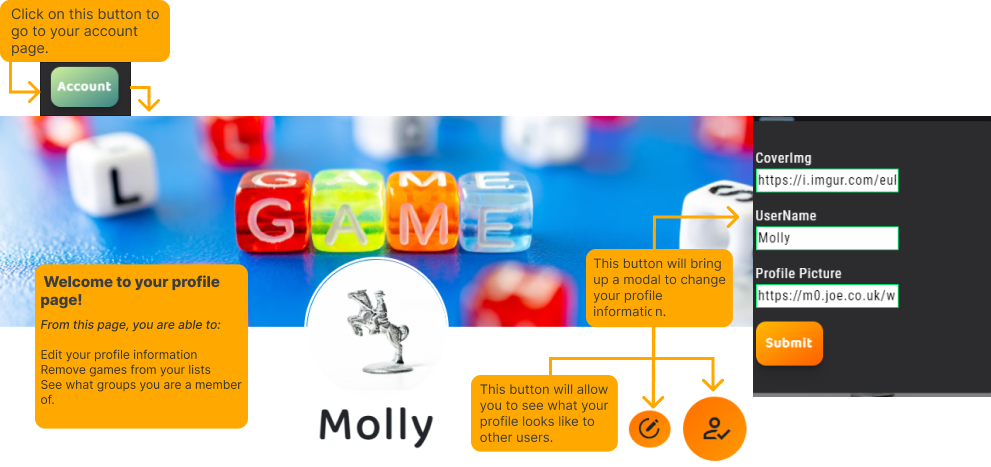 Click on this button to
go to your account
page.
Account
L
L
L
GAME
GAME
S
CoverImg
https://i.imgur.com/eul
UserName
Molly
Profile Picture
https://m0.joe.co.uk/w
Submit
Welcome to your profile
page!
From this page, you are able to:
Edit your profile information
Remove games from your lists
See what groups you are a member
of.
This button will bring
up a modal to change
your profile
information.
This button will allow
you to see what your
profile looks like to
other users.
Molly